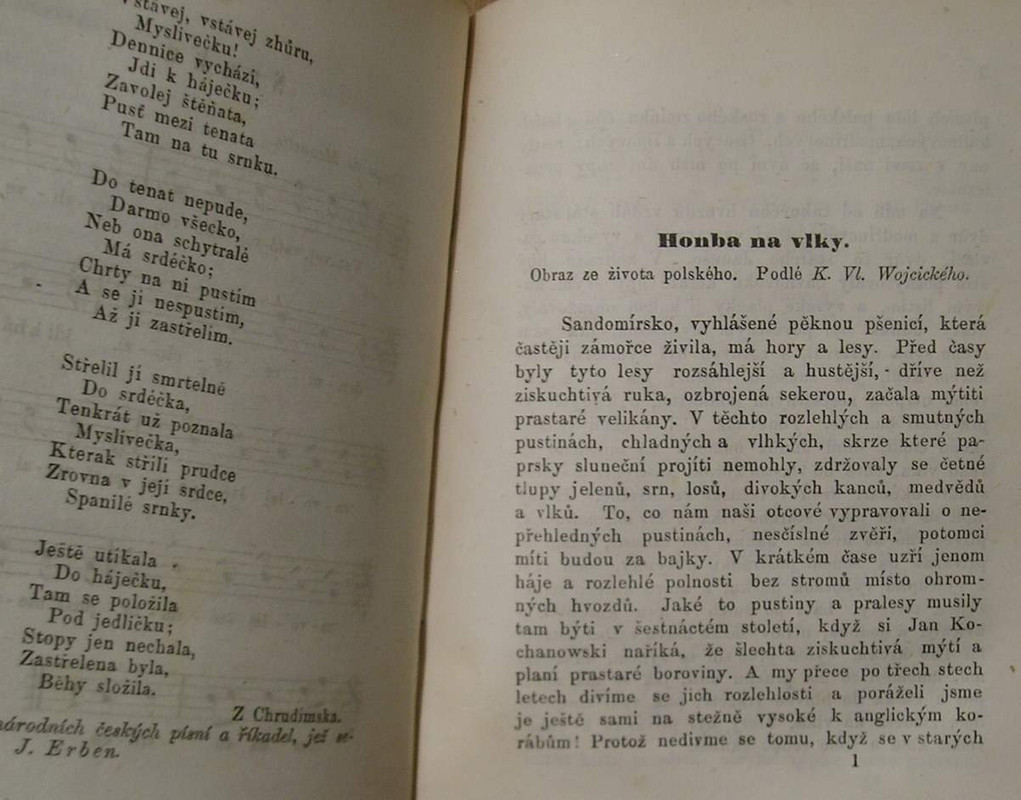 vstávej, vstávej zhůru,
Myslivečku!
Dennice vychází,
Jdi k háječku;
Zavolej štěňata,
Pusť mezi tenata
Tam na tu srnku.
Do tenat nepude,
Darmo všecko,
Neb ona schytralé
Má srdéčko;
Chrty na ni pustím
A se jí nespustím,
Až ji zastřelím.
Střelil jí smrtelně
Do srdéčka,
Tenkrát už poznala
Myslivečka,
Kterak střílí prudce
Zrovna v její srdce,
Spanilé srnky.
Ještě utíkala
Do háječku,
Tam se položila
Pod jedličku;
Stopy jen nechala,
Zastřelena byla,
Běhy složila.
Z Chrudimska.
národních českých písní a říkadel, jež
J. Erben.
Honba na vlky.
Obraz ze života polského. Podlé K. Vl. Wojcického.
Sandomírsko, vyhlášené pěknou pšenicí, která
častěji zámořce živila, má hory a lesy. Před časy
byly tyto lesy rozsáhlejší a hustější, dříve než
ziskuchtivá ruka, ozbrojená sekerou, začala mýtiti
prastaré velikány. V těchto rozlehlých a smutných
pustinách, chladných a vlhkých, skrze které pa-
prsky sluneční projíti nemohly, zdržovaly se četné
tlupy jelenů, srn, losů, divokých kanců, medvědů
a vlků. To, co nám naši otcové vypravovali o ne-
přehledných pustinách, nesčíslné zvěři, potomci
míti budou za bajky. V krátkém čase uzří jenom
háje a rozlehlé polnosti bez stromů místo ohrom-
ných hvozdů. Jaké to pustiny a pralesy musily
tam býti v šestnáctém století, když si Jan Ko-
chanowski naříká, že šlechta ziskuchtivá mýtí a
planí prastaré boroviny. A my přece po třech stech
letech divíme se jich rozlehlosti a poráželi jsme
je ještě sami na stežně vysoké k anglickým ko-
rábům! Protož nedivme se tomu, když se v starých
1